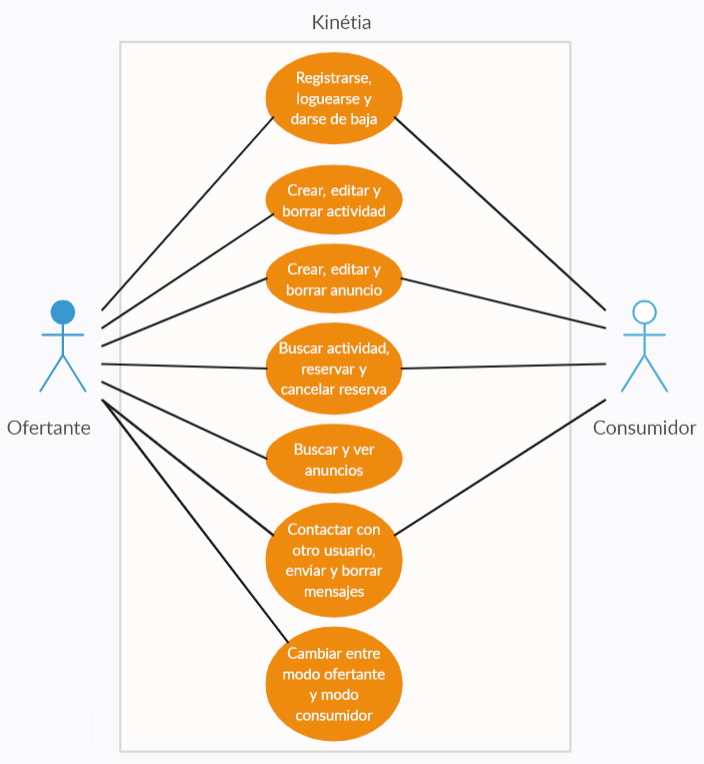 Kinétia
Registrarse,
loguearse y
darse de baja
Crear, editar y
borrar actividad
Crear, editar y
borrar anuncio
Buscar actividad,
reservar y
cancelar reserva
Ofertante
Consumidor
Buscar y ver
anuncios
Contactar con
otro usuario,
enviar y borrar
mensajes
Cambiar entre
modo ofertante
y modo
consumidor